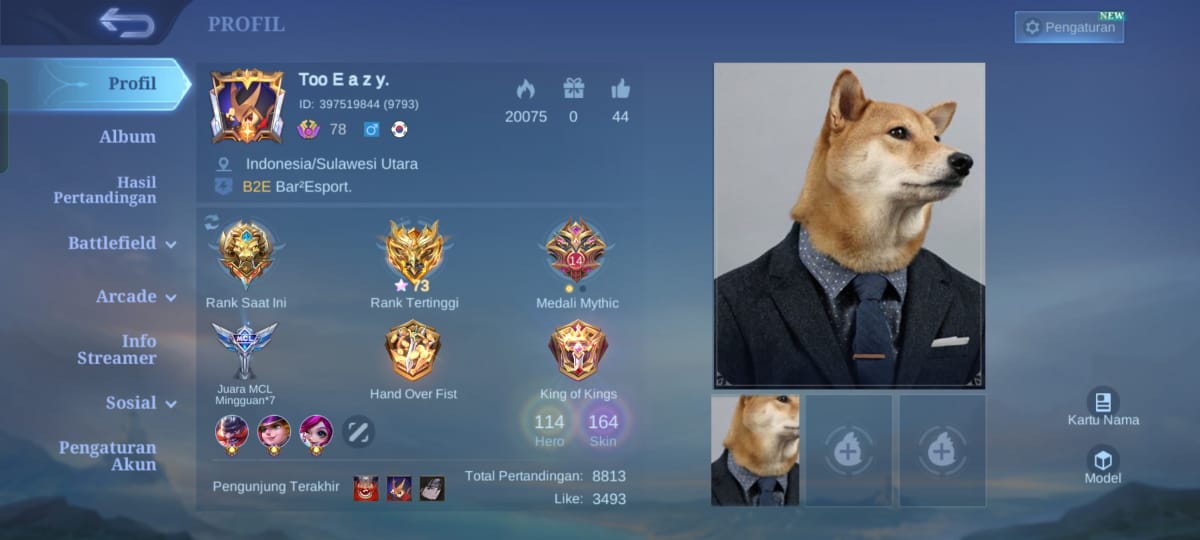 PROFIL
NEW
Pengaturan
Profil
Album
Hasil
Pertandingan
Battlefield
Arcade
Info
Streamer
Sosial
Pengaturan
Akun
Too E a z y.
ID: 397519844 (9793)
78
20075
0
44
Indonesia/Sulawesi Utara
B2E Bar²Esport.
73
14
Rank Saat Ini
Rank Tertinggi
Medali Mythic
MCL
Juara MCL
Mingguan*7
Hand Over Fist
King of Kings
114
Hero
164
Skin
Pengunjung Terakhir
Total Pertandingan: 8813
Like: 3493
Kartu Nama
Model